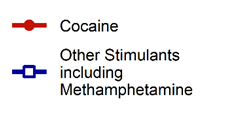 Cocaine
Other Stimulants
including
Methamphetamine